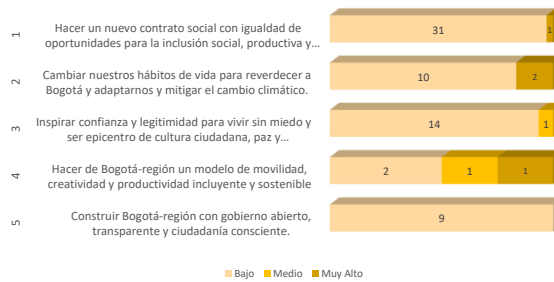 1
Hacer un nuevo contrato social con igualdad de
oportunidades para la inclusión social, productiva y…
31
1
2
Cambiar nuestros hábitos de vida para reverdecer a
Bogotá y adaptarnos y mitigar el cambio climático.
10
2
3
Inspirar confianza y legitimidad para vivir sin miedo y
ser epicentro de cultura ciudadana, paz y…
14
1
4
Hacer de Bogotá-región un modelo de movilidad,
creatividad y productividad incluyente y sostenible
2
1
1
5
Construir Bogotá-región con gobierno abierto,
transparente y ciudadanía consciente.
9
Bajo Medio Muy Alto